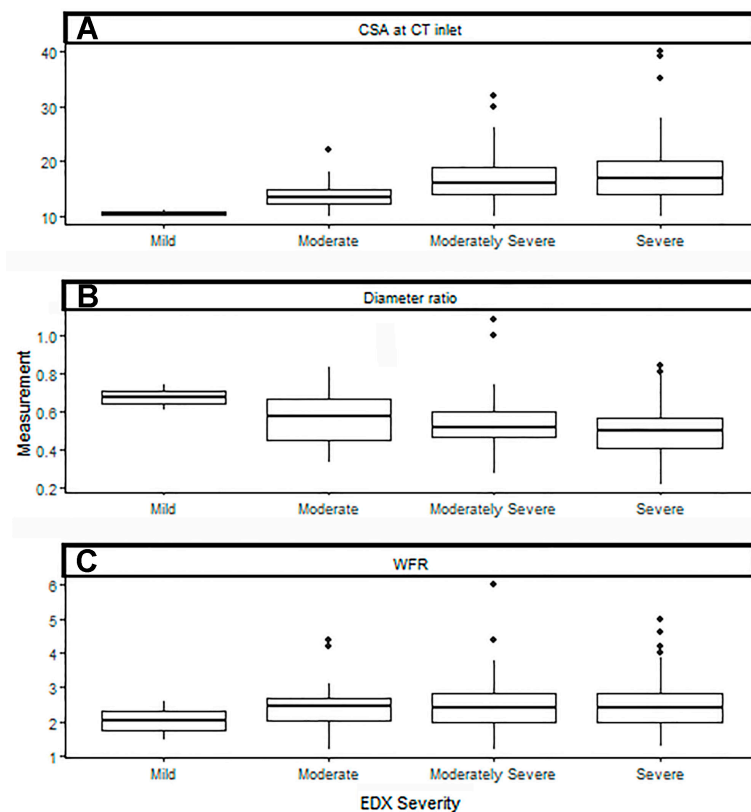 A
CSA at CT inlet
40
30
20
10
Mild Moderate Moderately Severe Severe
B
Diameter ratio
Measurement
1.0
0.8
0.6
0.4
0.2
Mild Moderate Moderately Severe Severe
C
WFR
6
5
4
3
2
1
Mild Moderate Moderately Severe Severe
EDX Severity